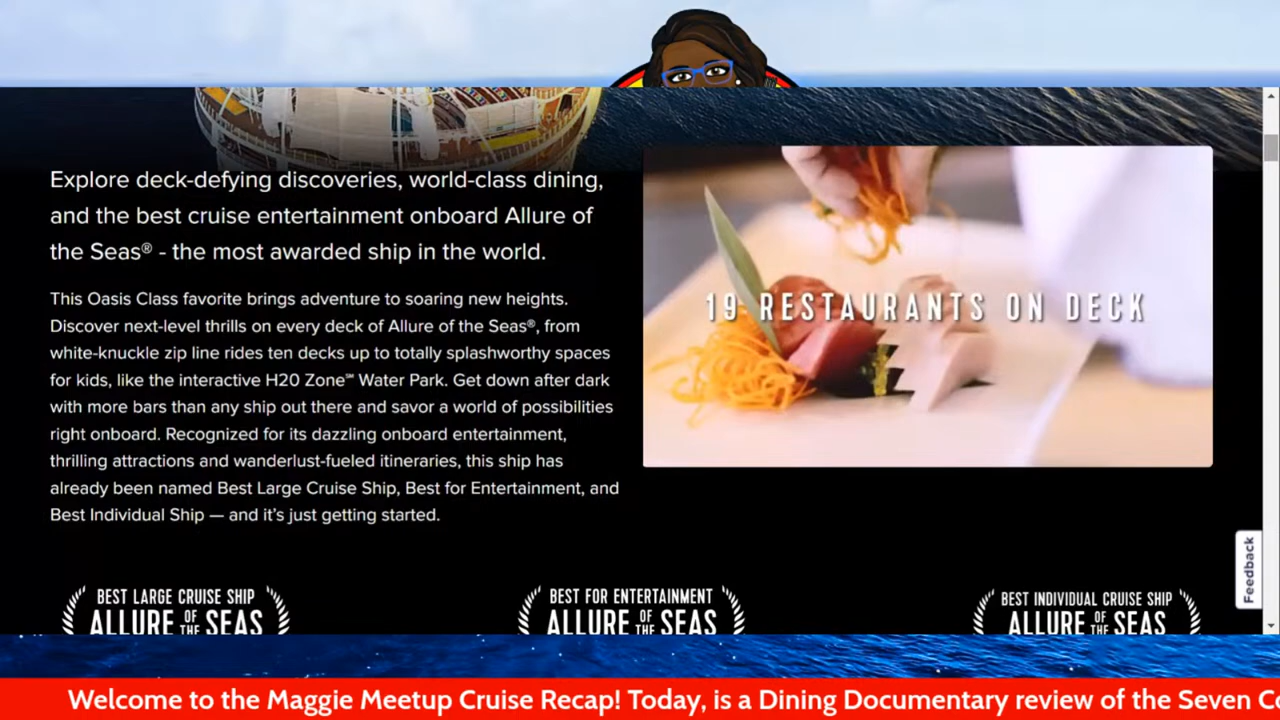 Explore deck-defying discoveries, world-class dining,
and the best cruise entertainment onboard Allure of
the Seas® - the most awarded ship in the world.
This Oasis Class favorite brings adventure to soaring new heights.
Discover next-level thrills on every deck of Allure of the Seas®, from
white-knuckle zip line rides ten decks up to totally splashworthy spaces
for kids, like the interactive H20 Zone℠ Water Park. Get down after dark
with more bars than any ship out there and savor a world of possibilities
right onboard. Recognized for its dazzling onboard entertainment,
thrilling attractions and wanderlust-fueled itineraries, this ship has
already been named Best Large Cruise Ship, Best for Entertainment, and
Best Individual Ship — and it's just getting started.
19 RESTAURANTS ON DECK
Feedback
BEST LARGE CRUISE SHIP
ALLURE OF THE SEAS
BEST FOR ENTERTAINMENT
ALLURE OF THE SEAS
BEST INDIVIDUAL CRUISE SHIP
ALLURE OF THE SEAS
Welcome to the Maggie Meetup Cruise Recap! Today, is a Dining Documentary review of the Seven